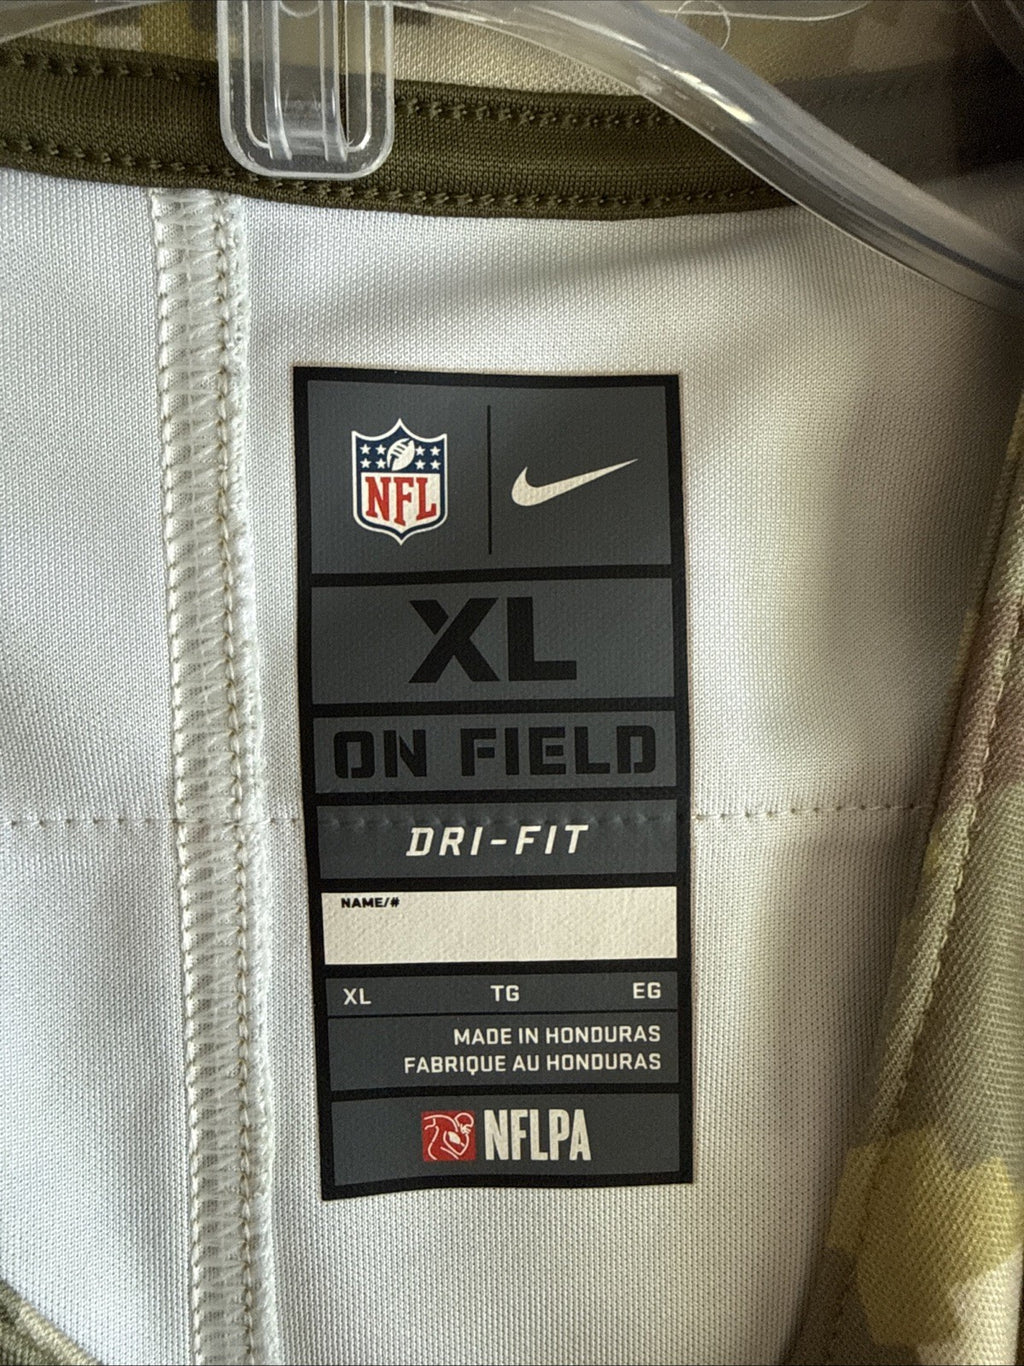 NFL
XL
ON FIELD
DRI-FIT
NAME/#
XL TG EG
MADE IN HONDURAS
FABRIQUE AU HONDURAS
NFLPA